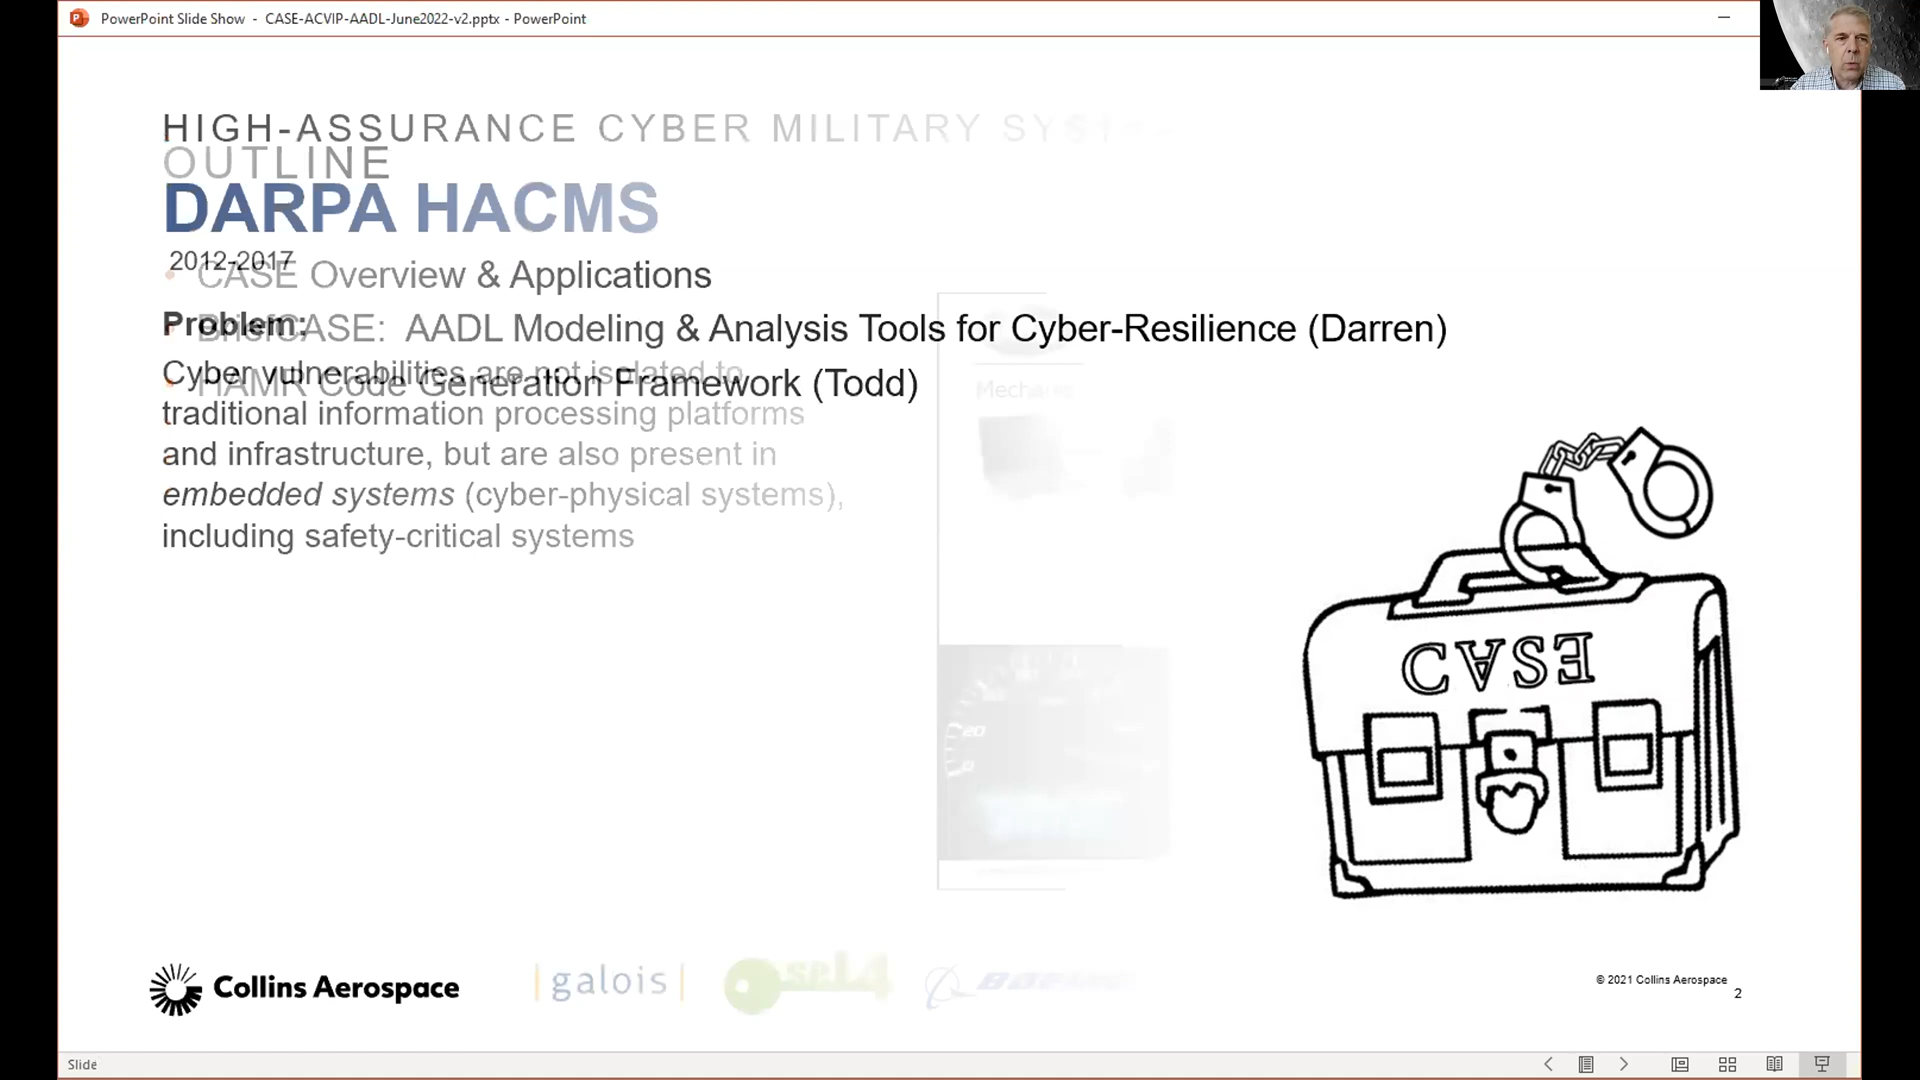 PowerPoint Slide Show - CASE-ACVIP-AADL-June2022-v2.pptx - PowerPoint
HIGH-ASSURANCE CYBER MILITARY SYST
OUTLINE
DARPA HACMS
2012-2017
• CASE Overview & Applications
Problem:
BriefCASE: AADL Modeling & Analysis Tools for Cyber-Resilience (Darren)
Cyber vulnerabilities are not isolated to
HAMR Code Generation Framework (Todd)
traditional information processing platforms
and infrastructure, but are also present in
embedded systems (cyber-physical systems),
including safety-critical systems
20
0
CASE
Collins Aerospace
galois
seL4
BOEING
© 2021 Collins Aerospace
2
Slide